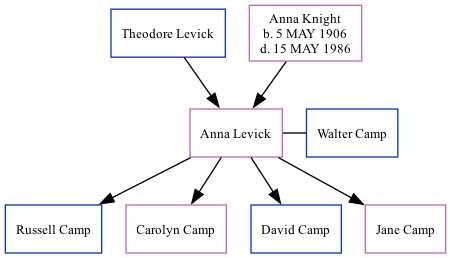 Theodore Levick
Anna Knight
b. 5 MAY 1906
d. 15 MAY 1986
Anna Levick
Walter Camp
Russell Camp
Carolyn Camp
David Camp
Jane Camp